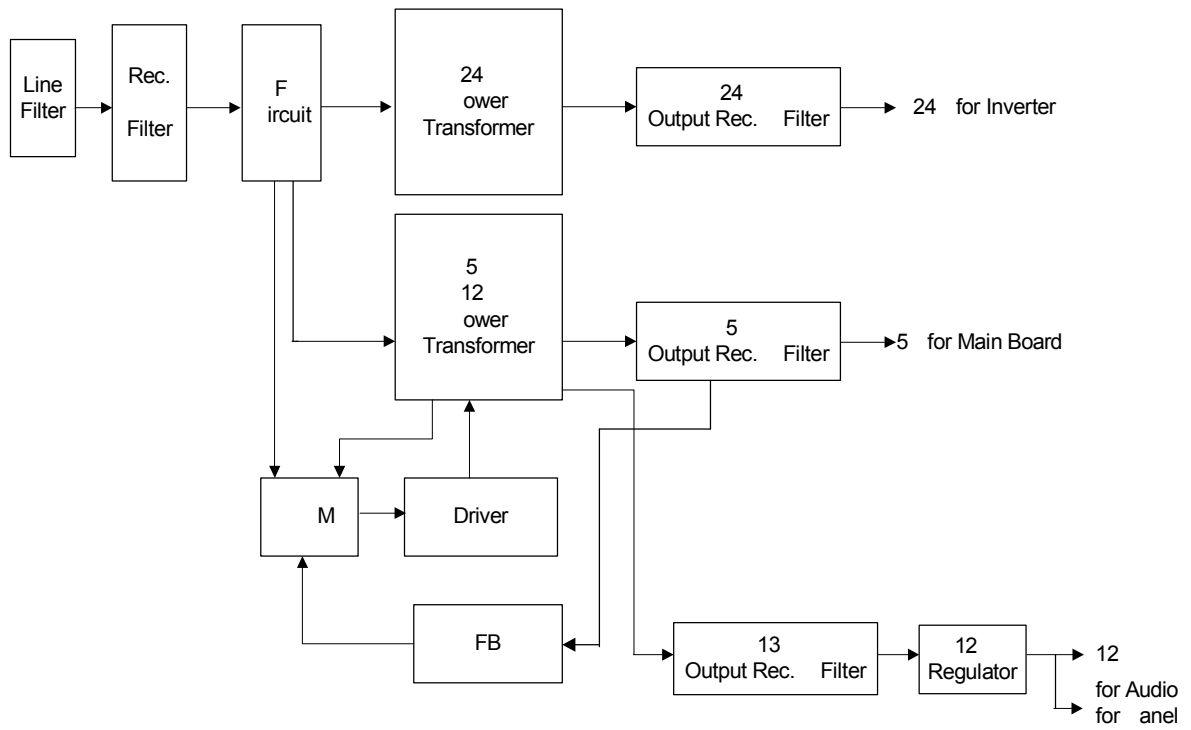 Line
Filter
Rec.
Filter
F
ircuit
24
ower
Transformer
24
Output Rec. Filter
24 for Inverter
5
12
ower
Transformer
5
Output Rec. Filter
5 for Main Board
M
Driver
FB
13
Output Rec. Filter
12
Regulator
12
for Audio
for anel